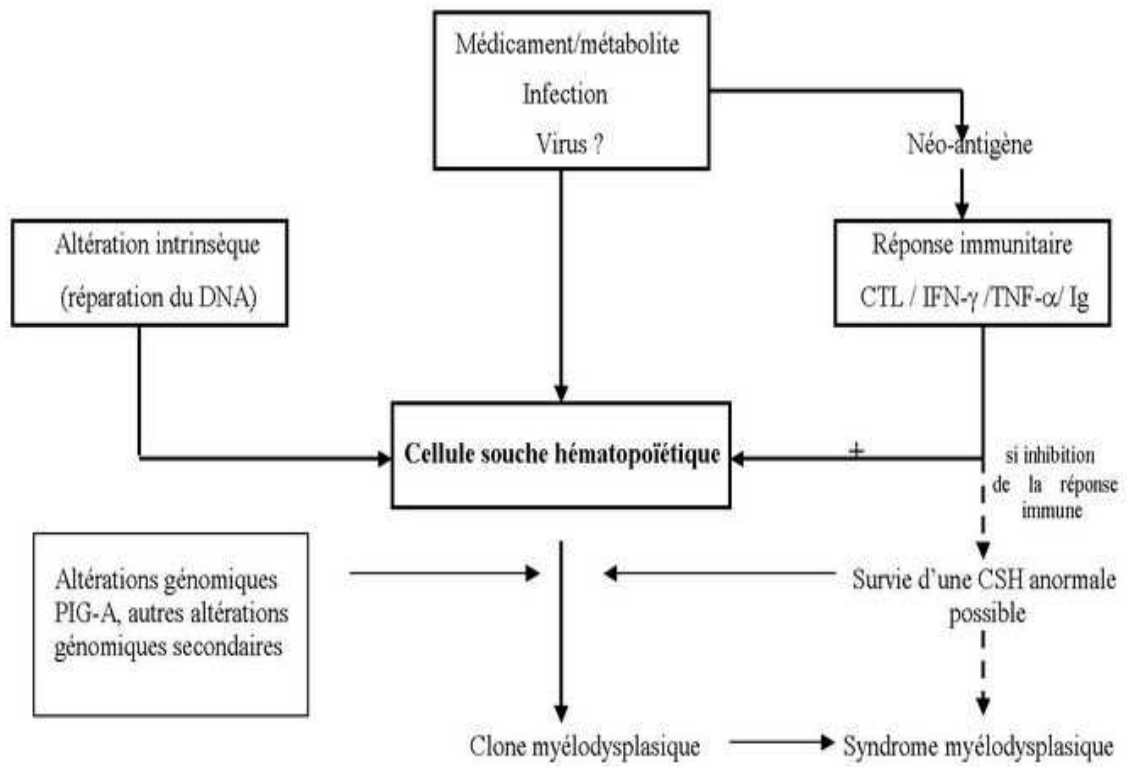 Médicament/métabolite
Infection
Virus ?
Néo-antigène
Altération intrinsèque
(réparation du DNA)
Réponse immunitaire
CTL / IFN-γ /TNF-α/ Ig
Cellule souche hématopoïétique
+
si inhibition
de la réponse
immune
Altérations génomiques
PIG-A, autres altérations
génomiques secondaires
Survie d’une CSH anormale
possible
Clone myélodysplasique
Syndrome myélodysplasique